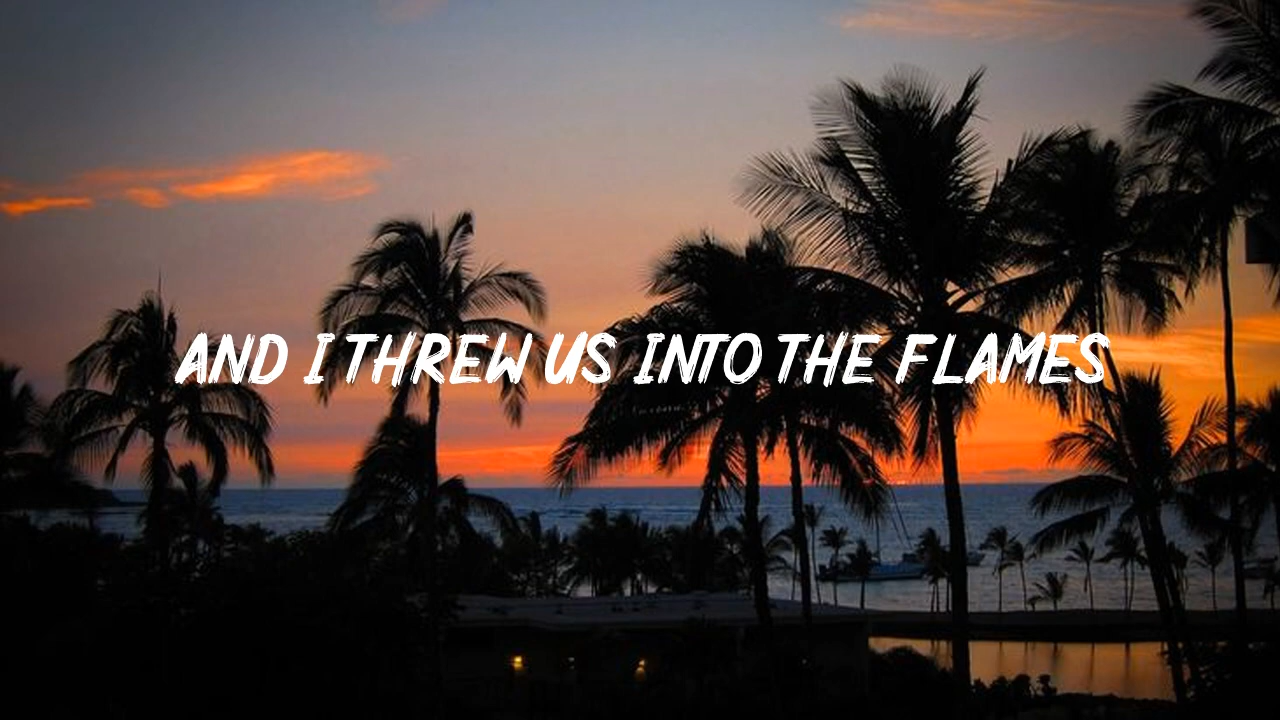 AND I THREW US INTO THE FLAMES